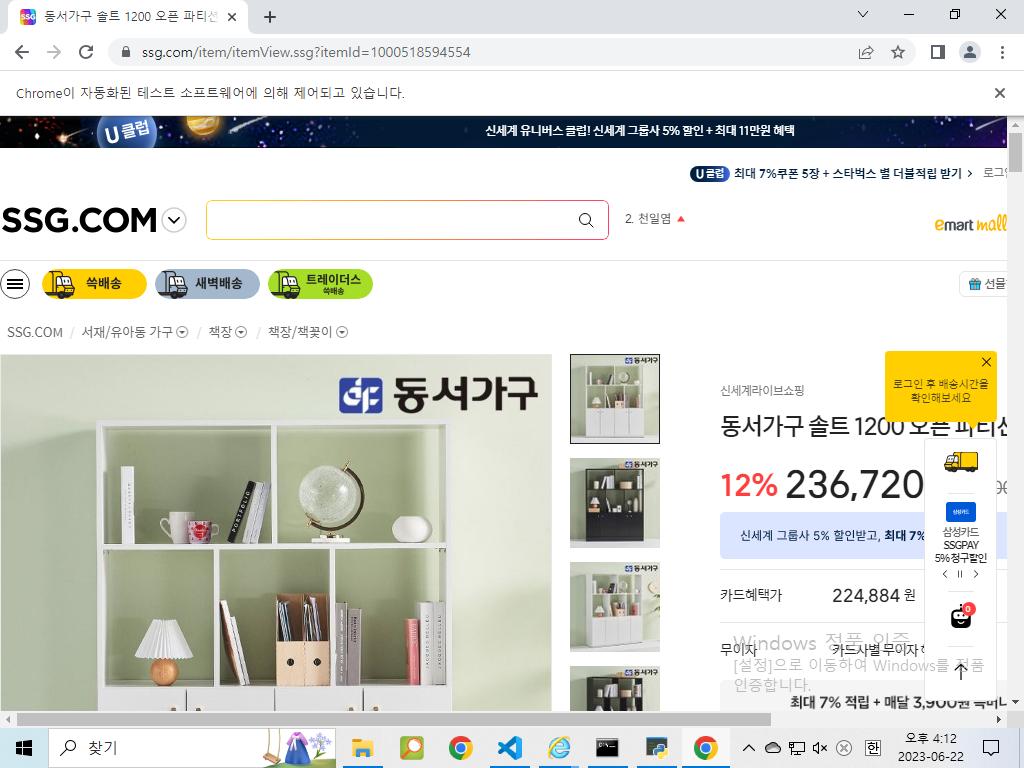 동서가구 솔트 1200 오픈 파티션
ssg.com/item/itemView.ssg?itemId=1000518594554
Chrome이 자동화된 테스트 소프트웨어에 의해 제어되고 있습니다.
U클럽
신세계 유니버스 클럽! 신세계 그룹사 5% 할인 + 최대 11만원 혜택
U클럽 최대 7%쿠폰 5장 + 스타벅스 별 더블적립 받기
SSG.COM
2. 천일염
emart mall
쓱배송
새벽배송
트레이더스
쓱배송
선물
SSG.COM / 서재/유아동 가구 / 책장 / 책장/책꽂이
로그인 후 배송시간을
확인해보세요
동서가구
PORTFOLIO
신세계라이브쇼핑
동서가구 솔트 1200 오픈 파티션
12% 236,720
신세계 그룹사 5% 할인받고, 최대 7%
삼성카드
삼성카드
SSGPAY
5% 청구할인
카드혜택가 224,884 원
0
무이자 카드사별 무이자
Windows 정품 인증
[설정]으로 이동하여 Windows를 정품
인증합니다.
최대 7% 적립 + 매달 3,900원
찾기
오후 4:12
2023-06-22
한